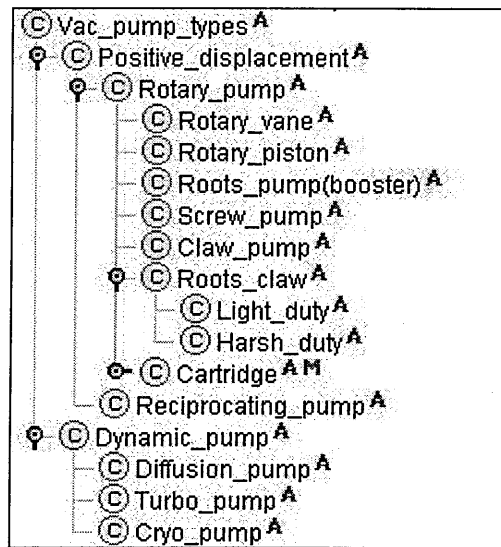 C Vac_pump_types A
C Positive_displacement A
C Rotary_pump A
C Rotary_vane A
C Rotary_piston A
C Roots_pump(booster) A
C Screw_pump A
C Claw_pump A
C Roots_claw A
C Light_duty A
C Harsh_duty A
C Cartridge A M
C Reciprocating_pump A
C Dynamic_pump A
C Diffusion_pump A
C Turbo_pump A
C Cryo_pump A